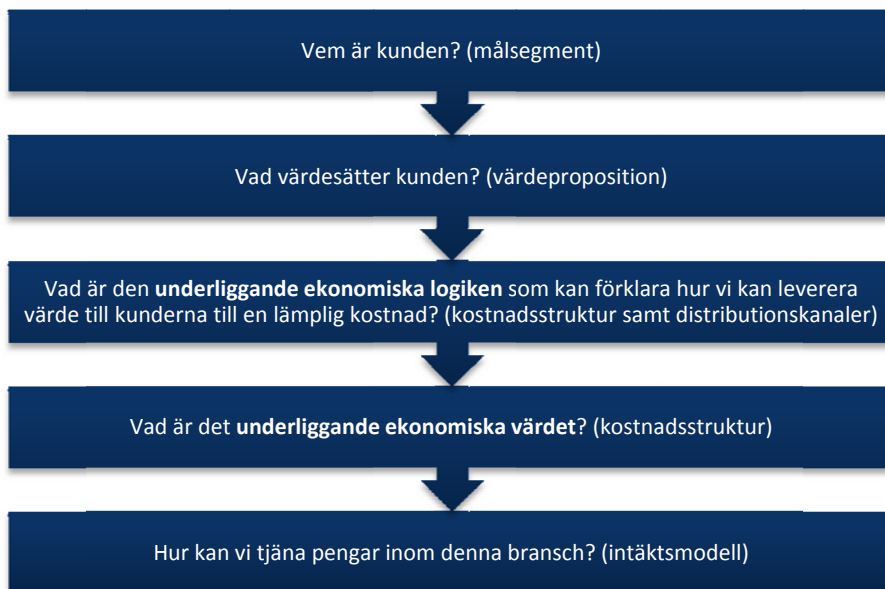 Vem är kunden? (målsegment)
Vad värdesätter kunden? (värdeproposition)
Vad är den underliggande ekonomiska logiken som kan förklara hur vi kan leverera
värde till kunderna till en lämplig kostnad? (kostnadsstruktur samt distributionskanaler)
Vad är det underliggande ekonomiska värdet? (kostnadsstruktur)
Hur kan vi tjäna pengar inom denna bransch? (intäktsmodell)